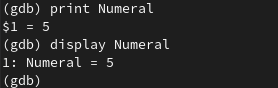 (gdb) print Numeral
$1 = 5
(gdb) display Numeral
1: Numeral = 5
(gdb)